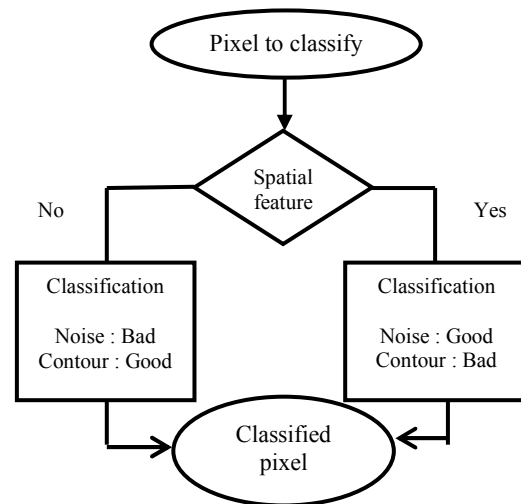 Pixel to classify
Spatial
feature
No
Yes
Classification
Noise : Bad
Contour : Good
Classification
Noise : Good
Contour : Bad
Classified
pixel